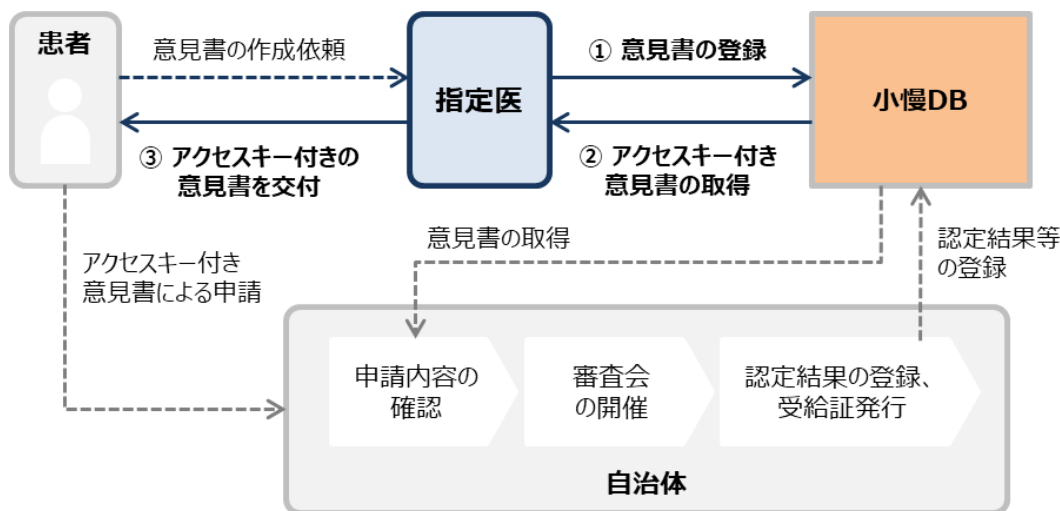 患者
意見書の作成依頼
指定医
① 意見書の登録
小慢DB
③ アクセスキー付きの
意見書を交付
② アクセスキー付き
意見書の取得
アクセスキー付き
意見書による申請
意見書の取得
認定結果等
の登録
申請内容の
確認
審査会
の開催
認定結果の登録、
受給証発行
自治体